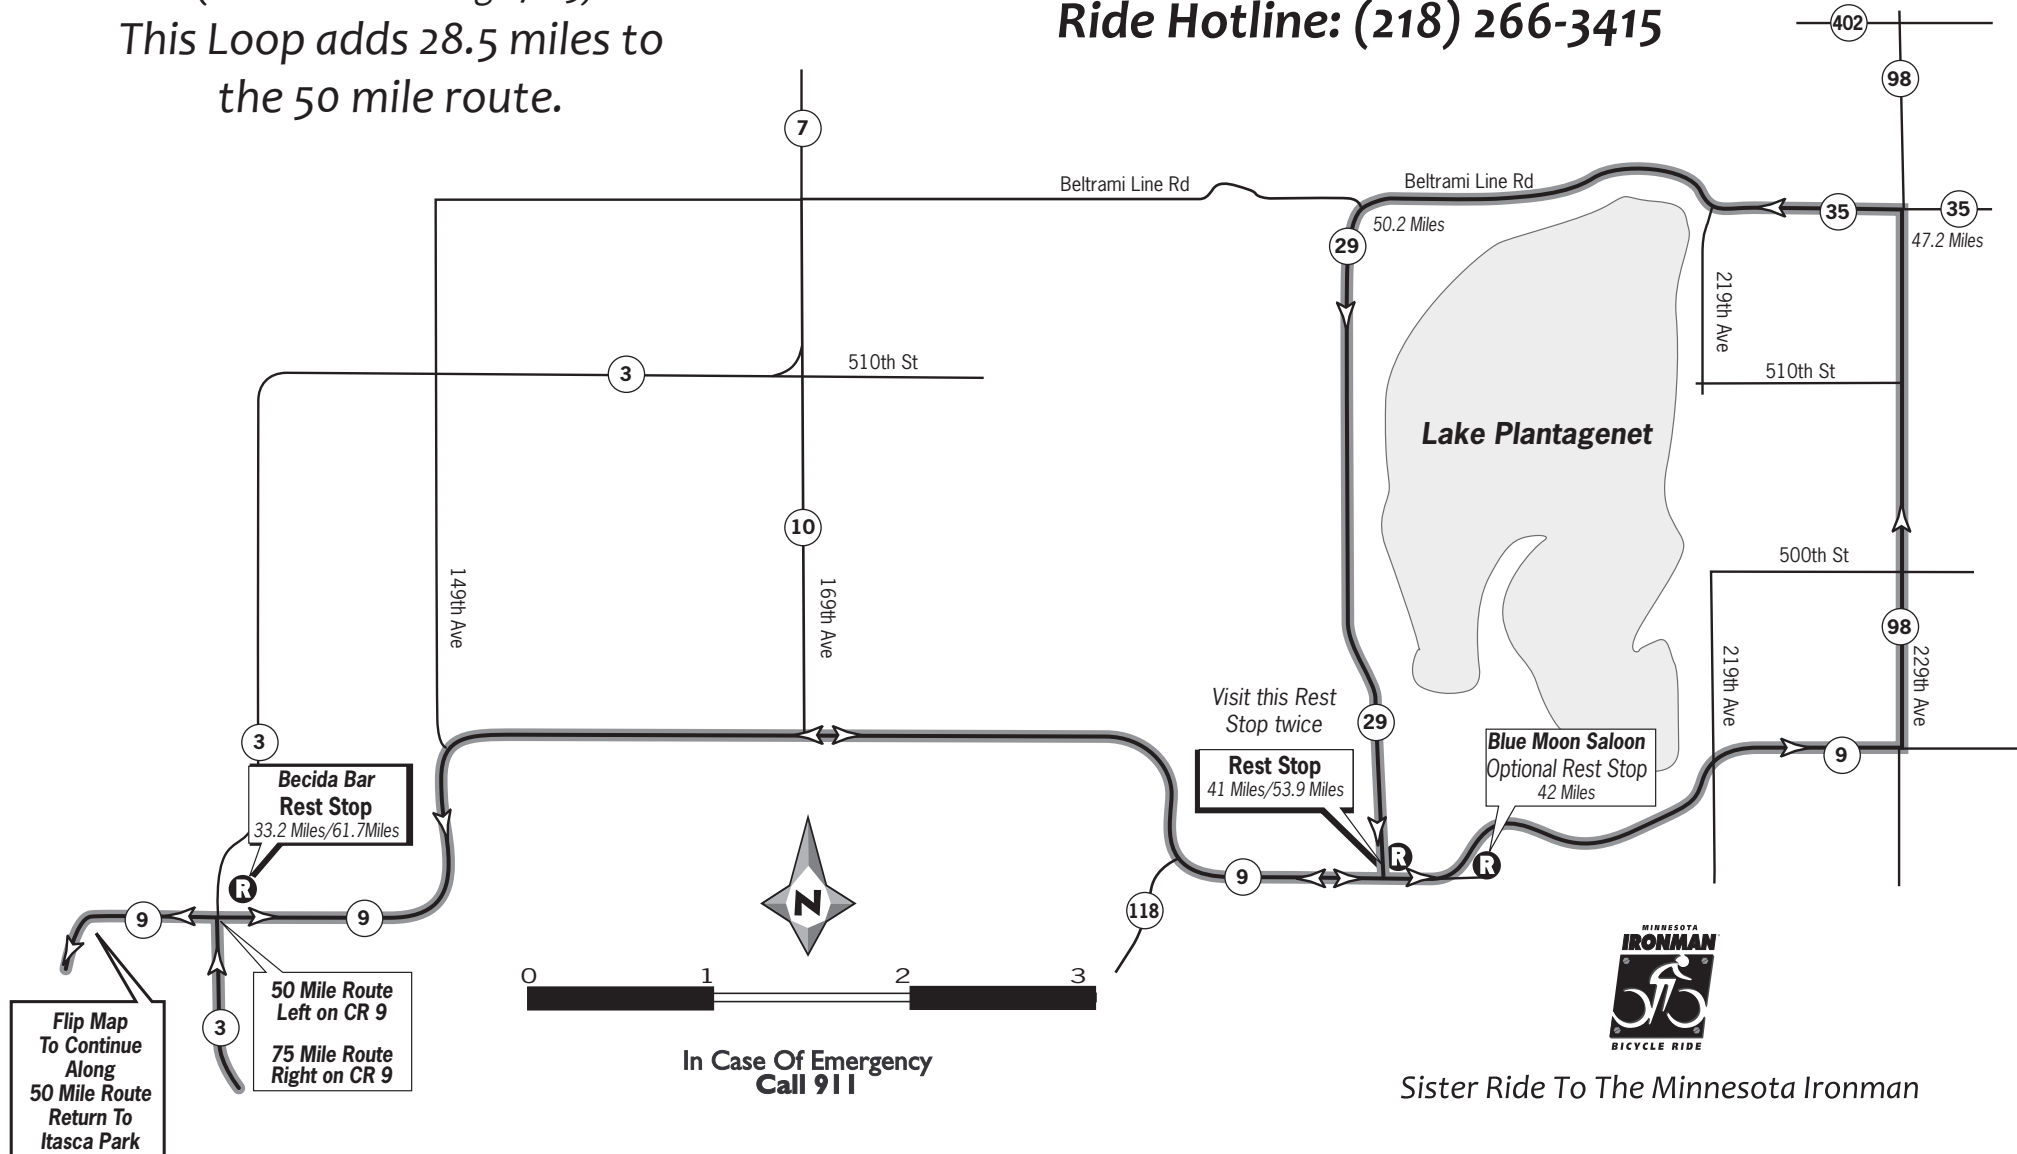 This Loop adds 28.5 miles to
the 50 mile route.
Ride Hotline: (218) 266-3415
402
98
7
Beltrami Line Rd
Beltrami Line Rd
35
35
50.2 Miles
47.2 Miles
29
219th Ave
3
510th St
510th St
Lake Plantagenet
10
500th St
149th Ave
169th Ave
98
219th Ave
229th Ave
Visit this Rest
Stop twice
29
3
Becida Bar
Rest Stop
33.2 Miles/61.7Miles
Rest Stop
41 Miles/53.9 Miles
Blue Moon Saloon
Optional Rest Stop
42 Miles
9
R
R
R
9
9
9
118
N
50 Mile Route
Left on CR 9
75 Mile Route
Right on CR 9
3
Flip Map
To Continue
Along
50 Mile Route
Return To
Itasca Park
0 1 2 3
In Case Of Emergency
Call 911
MINNESOTA
IRONMAN
BICYCLE RIDE
Sister Ride To The Minnesota Ironman